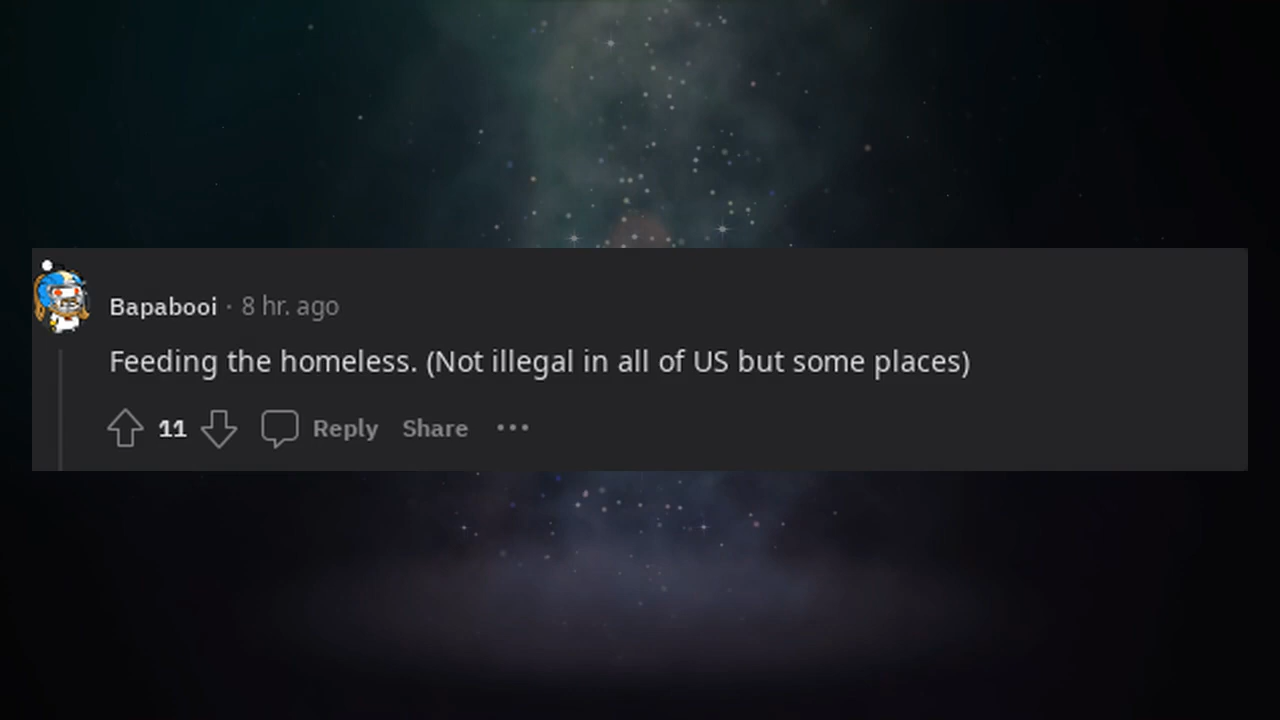 Bapabooi · 8 hr. ago
Feeding the homeless. (Not illegal in all of US but some places)
11 Reply Share ···